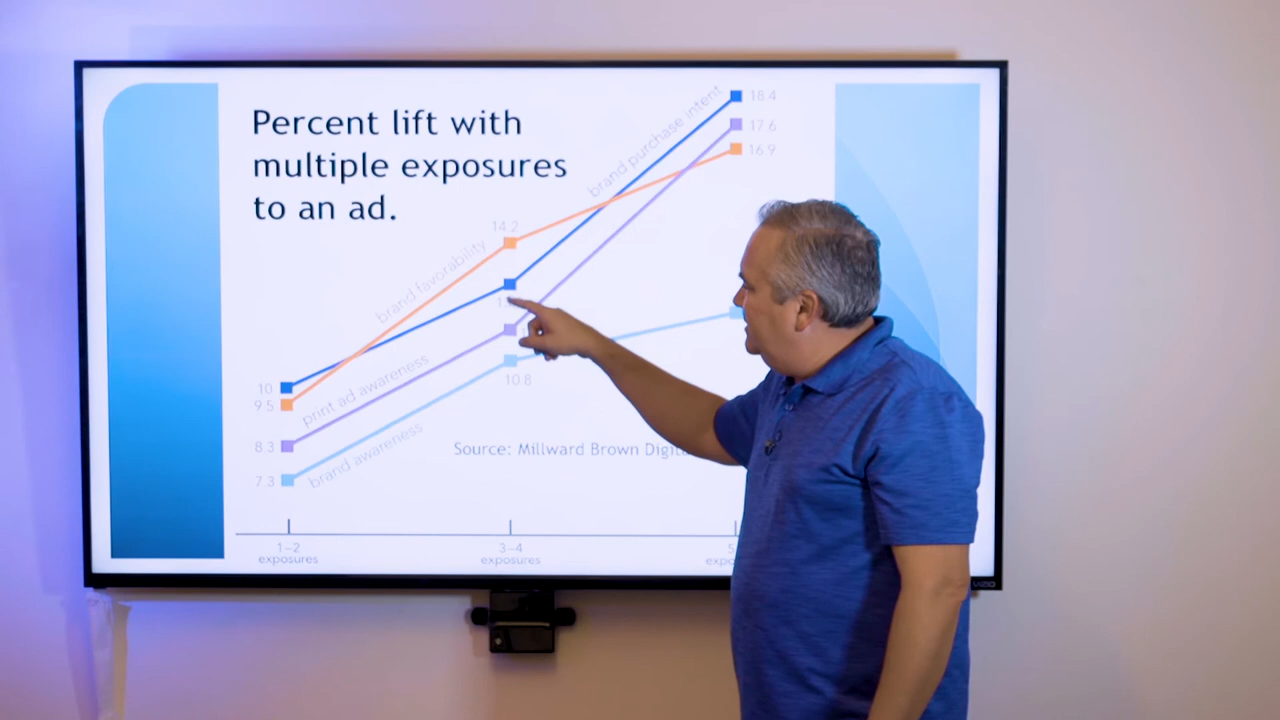 Percent lift with
multiple exposures
to an ad.
brand purchase intent
18.4
17.6
16.9
14.2
brand favorability
10
9.5
print ad awareness
10.8
8.3
brand awareness
7.3
Source: Millward Brown
1–2
exposures
3–4
exposures
VIZIO